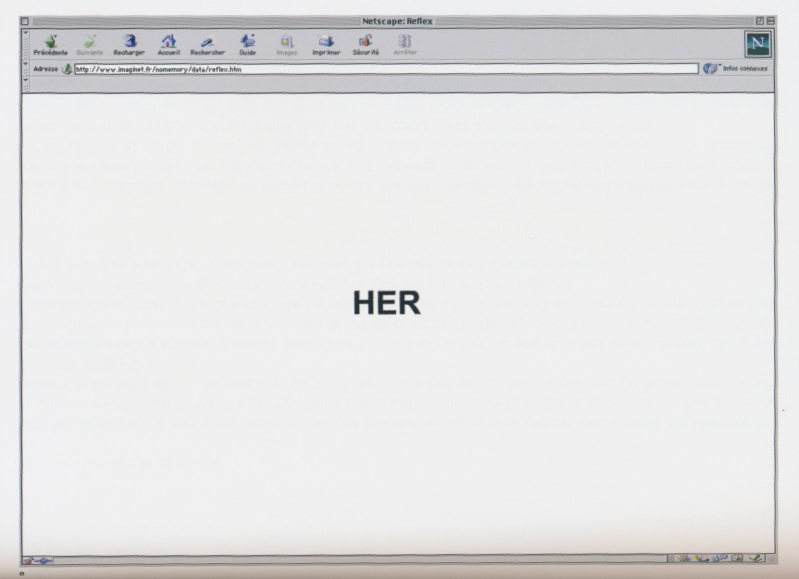 Netscape: Reflex
Précédente Suivante Recharger Accueil Rechercher Guide Images Imprimer Sécurité Arrêter
N
Adresse http://www.imaginet.fr/nomemory/data/reflex.htm Infos connexes
HER